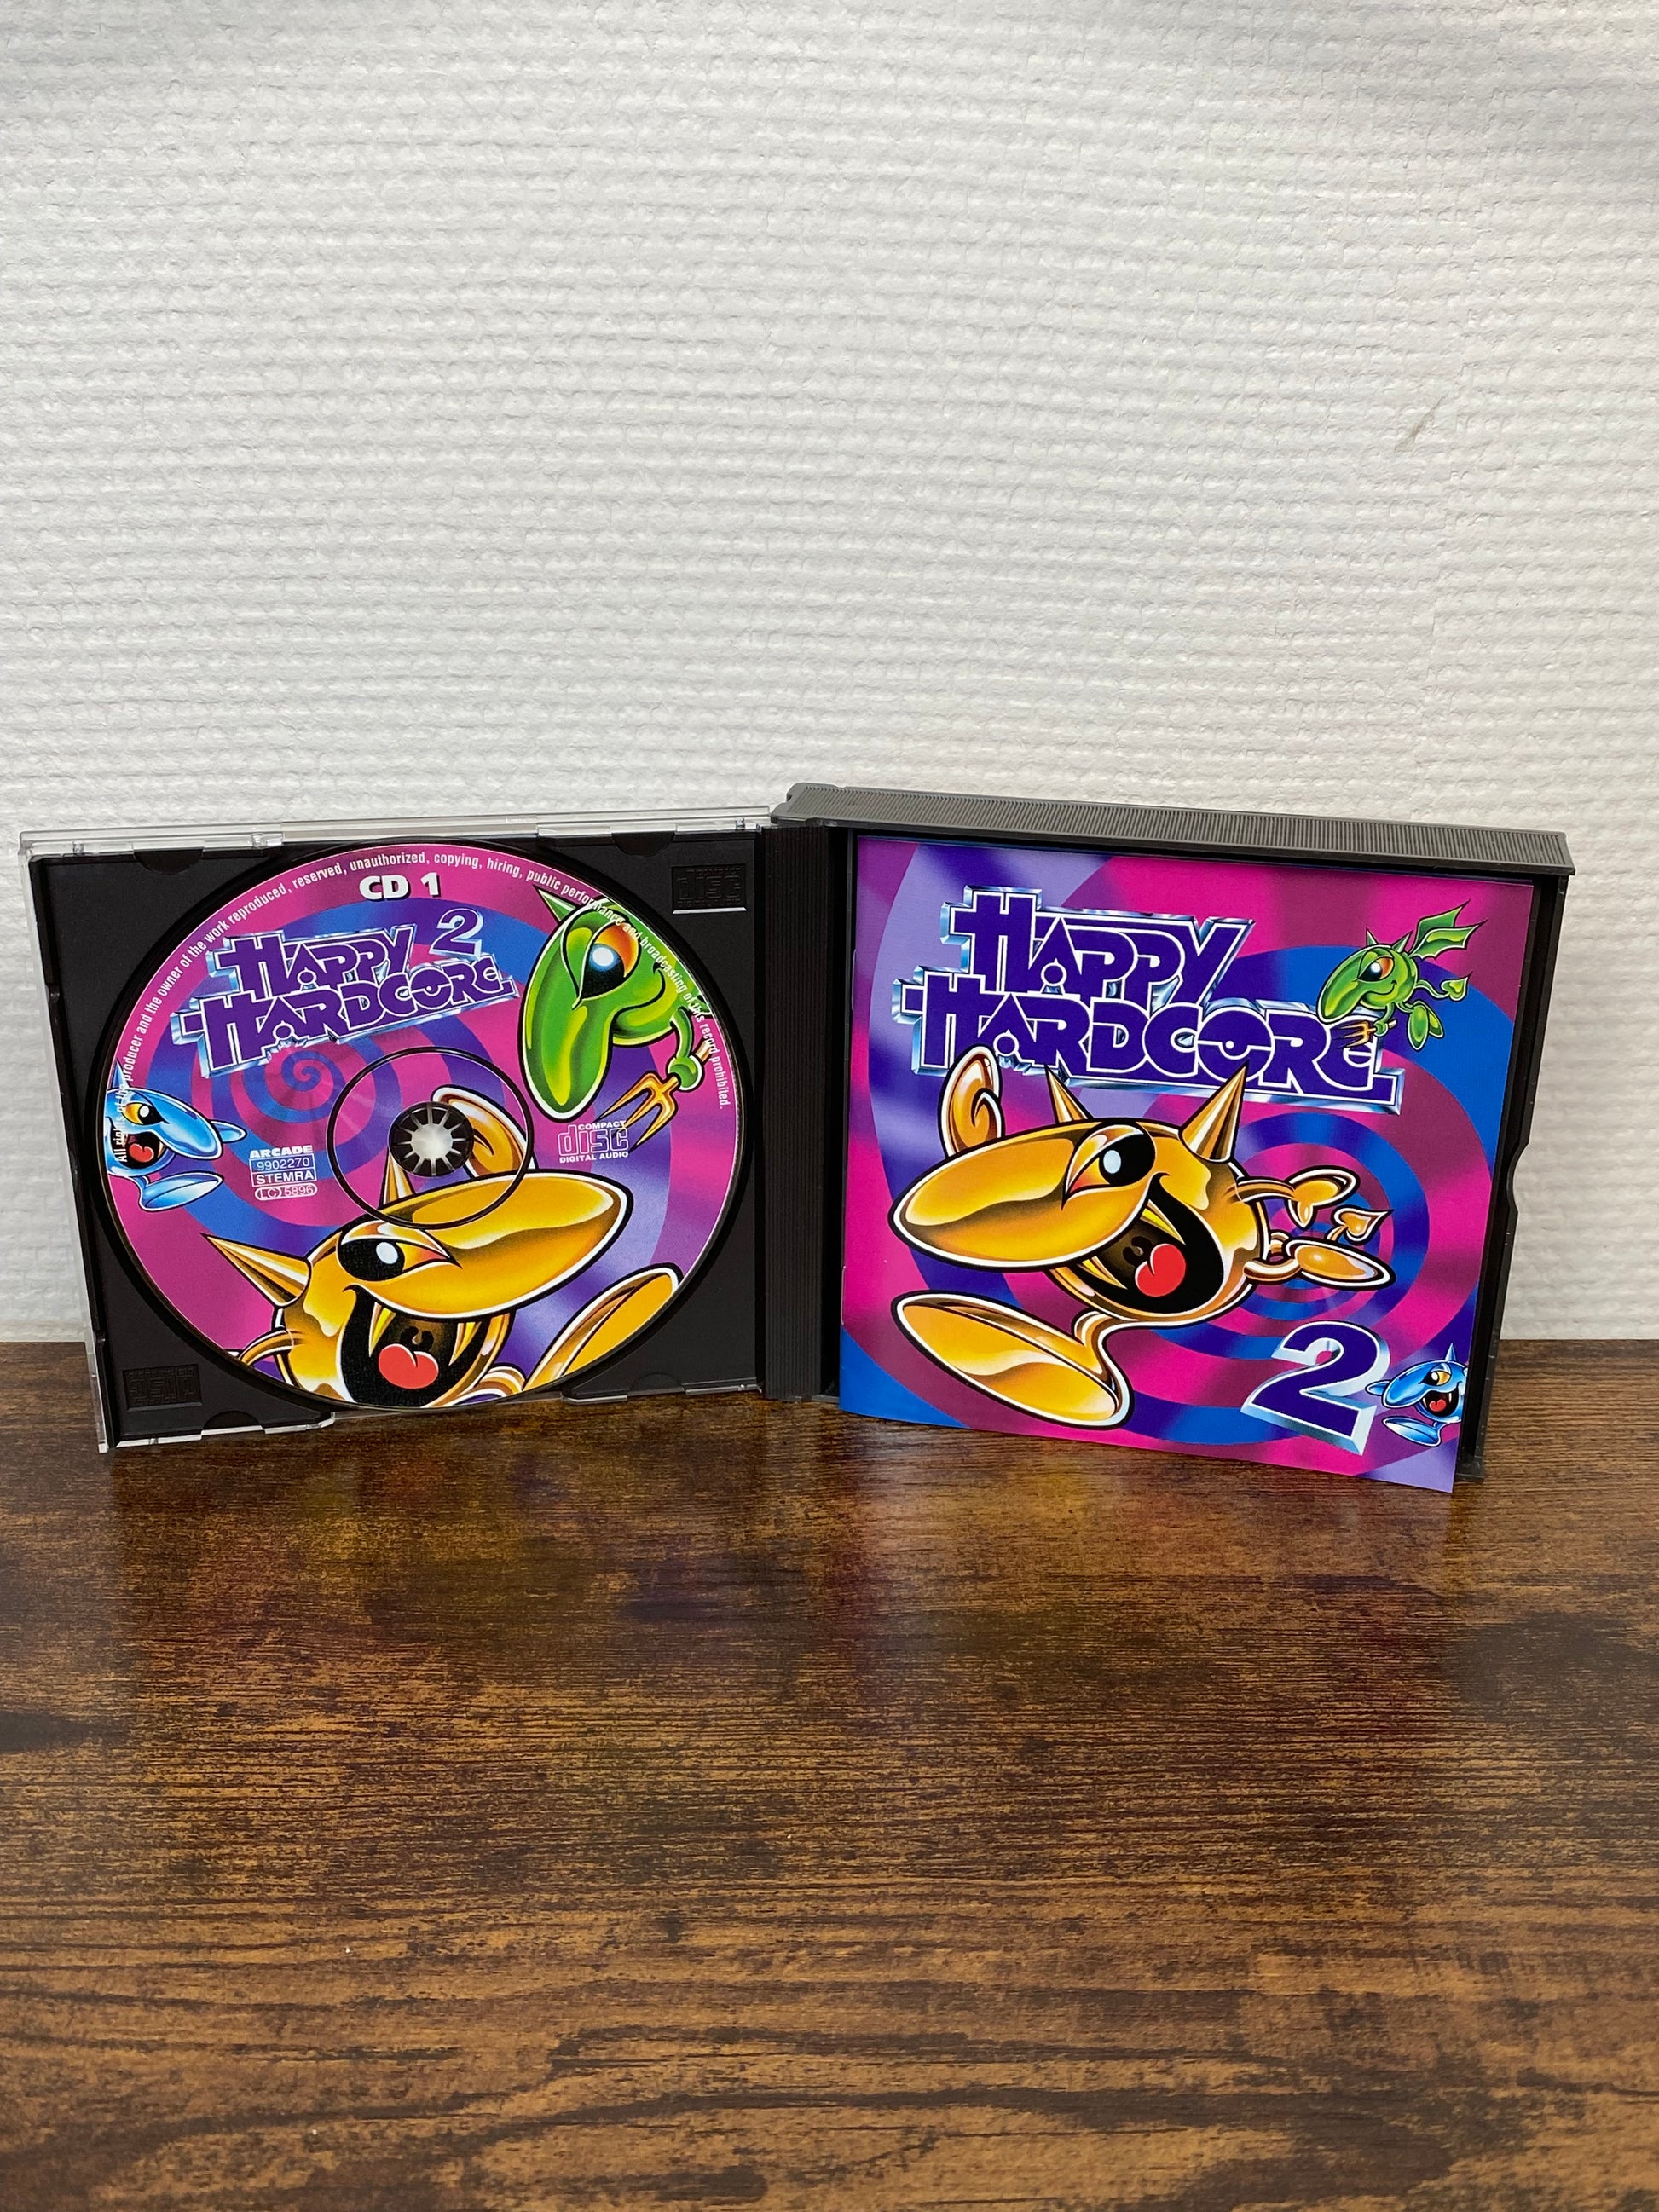 All rights of the producer and the owner of the work reproduced, reserved, unauthorized, copying, hiring, public performance and broadcasting of this record prohibited.
CD 1
HAPPY 2
HARDCORE
ARCADE
9902270
STEMRA
LC 5896
COMPACT
disc
DIGITAL AUDIO
HAPPY
HARDCORE
2